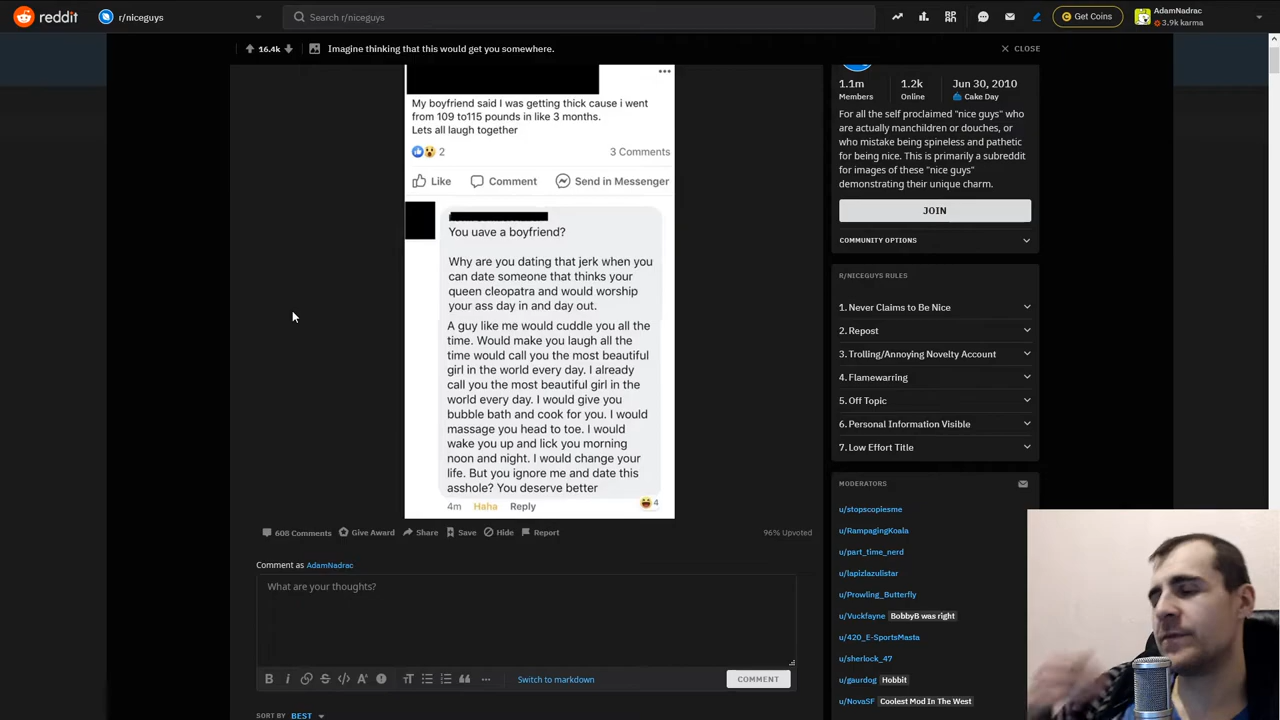 reddit
r/niceguys
Search r/niceguys
Get Coins
AdamNadrac
3.9k karma
16.4k
Imagine thinking that this would get you somewhere.
CLOSE
My boyfriend said I was getting thick cause i went
from 109 to115 pounds in like 3 months.
Lets all laugh together
2
3 Comments
Like
Comment
Send in Messenger
You uave a boyfriend?
Why are you dating that jerk when you
can date someone that thinks your
queen cleopatra and would worship
your ass day in and day out.
A guy like me would cuddle you all the
time. Would make you laugh all the
time would call you the most beautiful
girl in the world every day. I already
call you the most beautiful girl in the
world every day. I would give you
bubble bath and cook for you. I would
massage you head to toe. I would
wake you up and lick you morning
noon and night. I would change your
life. But you ignore me and date this
asshole? You deserve better
4m
Haha
Reply
4
608 Comments
Give Award
Share
Save
Hide
Report
96% Upvoted
Comment as AdamNadrac
What are your thoughts?
Switch to markdown
COMMENT
SORT BY BEST
1.1m
Members
1.2k
Online
Jun 30, 2010
Cake Day
For all the self proclaimed "nice guys" who
are actually manchildren or douches, or
who mistake being spineless and pathetic
for being nice. This is primarily a subreddit
for images of these "nice guys"
demonstrating their unique charm.
JOIN
COMMUNITY OPTIONS
R/NICEGUYS RULES
1. Never Claims to Be Nice
2. Repost
3. Trolling/Annoying Novelty Account
4. Flamewarring
5. Off Topic
6. Personal Information Visible
7. Low Effort Title
MODERATORS
u/stopscopiesme
u/RampagingKoala
u/part_time_nerd
u/lapizlazulistar
u/Prowling_Butterfly
u/Vuckfayne BobbyB was right
u/420_E-SportsMasta
u/sherlock_47
u/gaurdog Hobbit
u/NovaSF Coolest Mod In The West